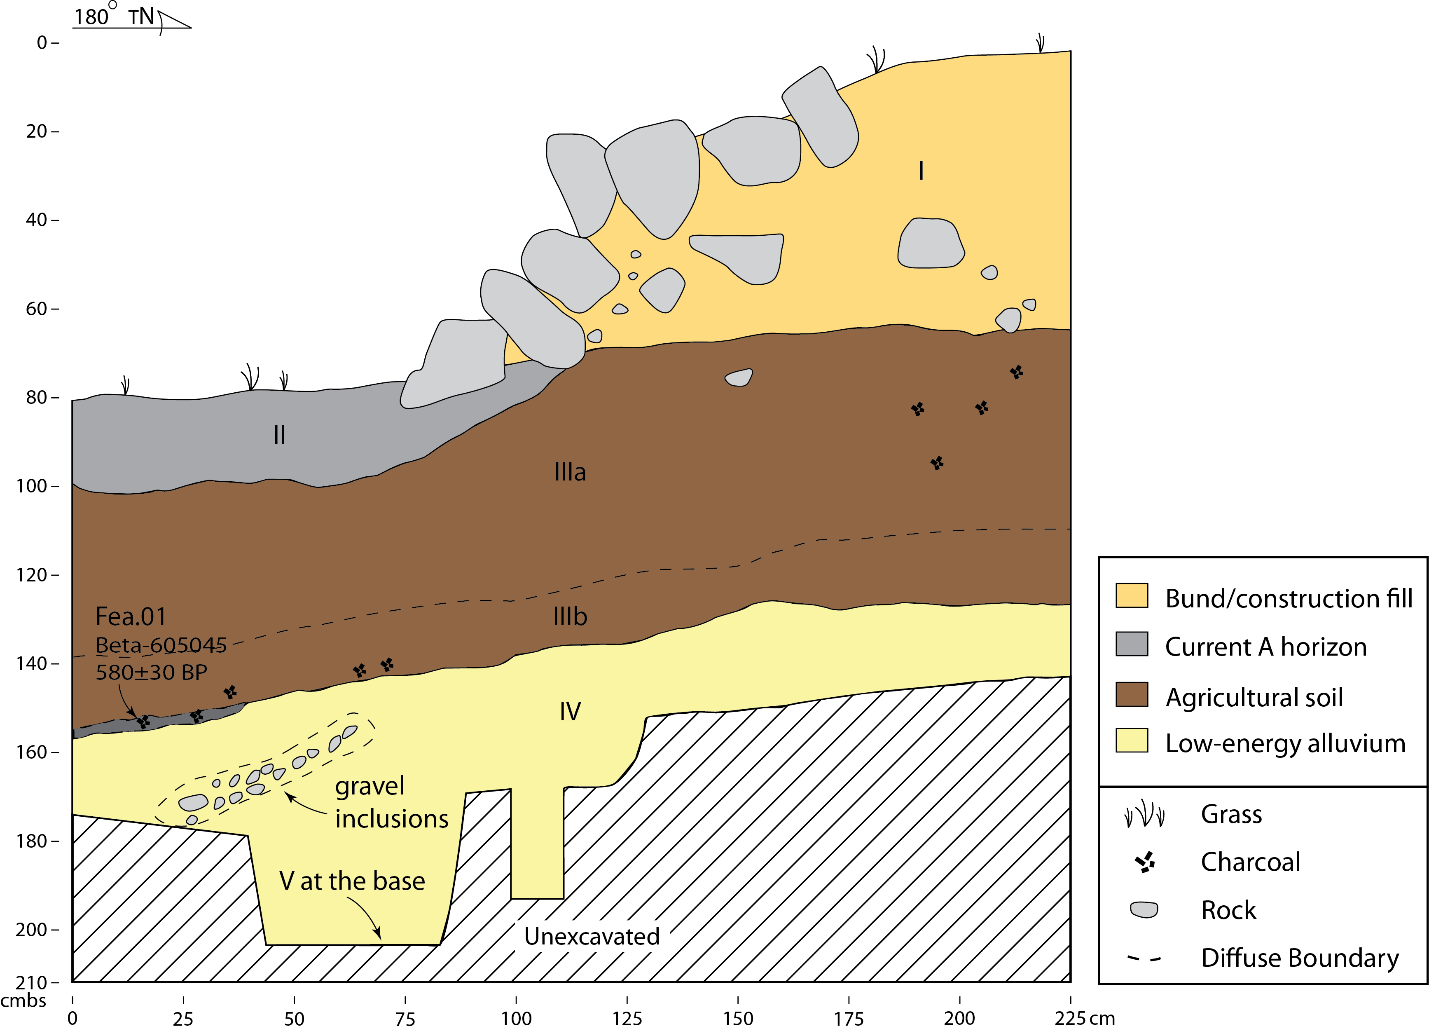 180° TN
0
20
40
60
80
100
120
140
160
180
200
210
cmbs
0 25 50 75 100 125 150 175 200 225 cm
I
II
IIIa
IIIb
Fea.01
Beta-605045
580±30 BP
IV
gravel
inclusions
V at the base
Unexcavated
Bund/construction fill
Current A horizon
Agricultural soil
Low-energy alluvium
Grass
Charcoal
Rock
Diffuse Boundary